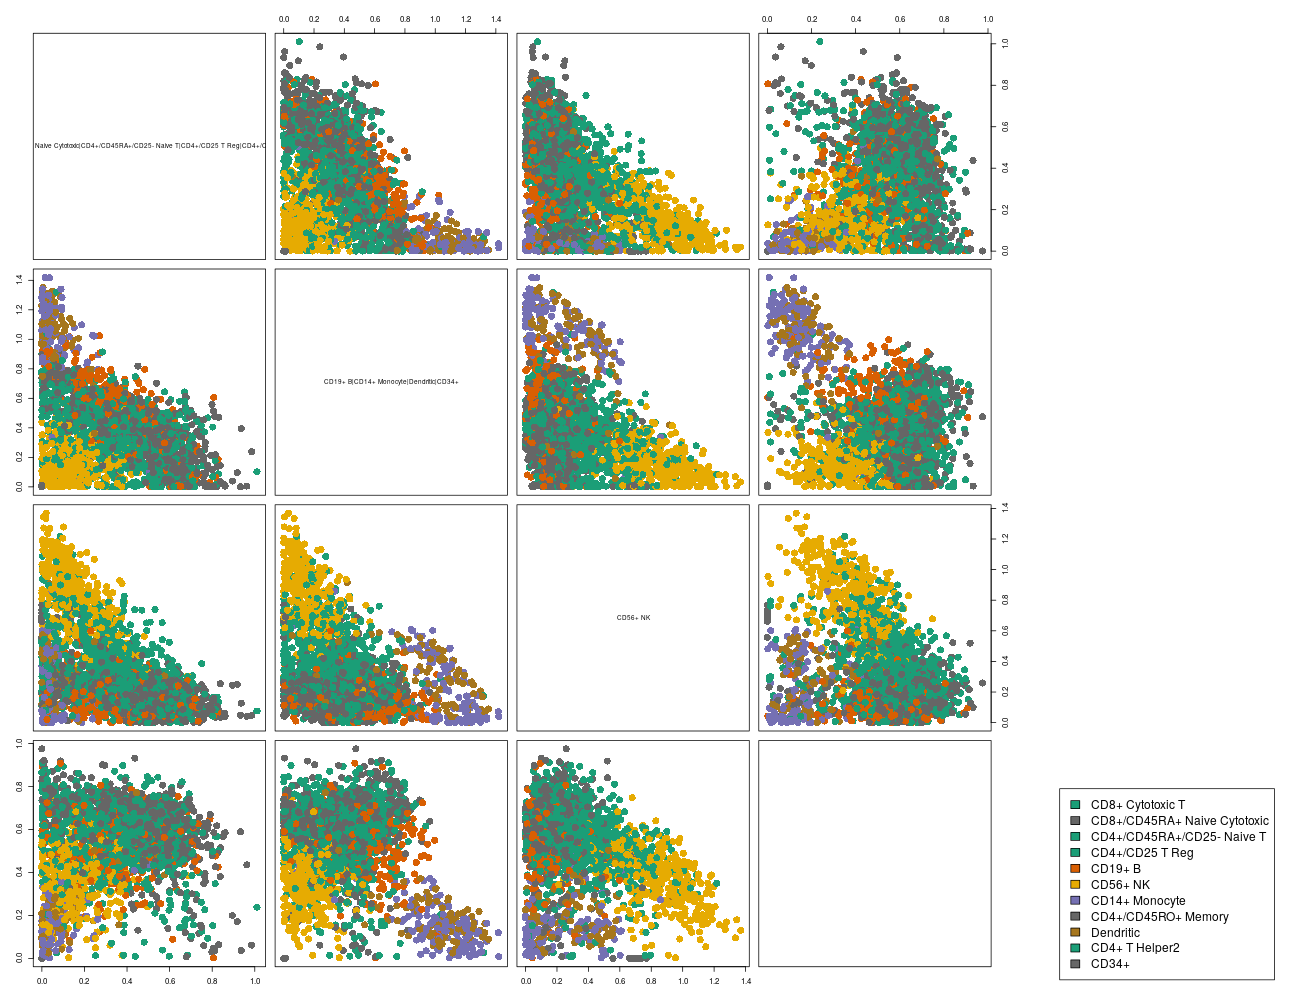 0.0 0.2 0.4 0.6 0.8 1.0 1.2 1.4
0.0 0.2 0.4 0.6 0.8 1.0
Naive Cytotoxic|CD4+/CD45RA+/CD25- Naive T|CD4+/CD25 T Reg|CD4+/C
0.0 0.2 0.4 0.6 0.8 1.0
0.0 0.2 0.4 0.6 0.8 1.0 1.2 1.4
CD19+ B|CD14+ Monocyte|Dendritic|CD34+
CD56+ NK
0.0 0.2 0.4 0.6 0.8 1.0 1.2 1.4
0.0 0.2 0.4 0.6 0.8 1.0
0.0 0.2 0.4 0.6 0.8 1.0
0.0 0.2 0.4 0.6 0.8 1.0 1.2 1.4
CD8+ Cytotoxic T
CD8+/CD45RA+ Naive Cytotoxic
CD4+/CD45RA+/CD25- Naive T
CD4+/CD25 T Reg
CD19+ B
CD56+ NK
CD14+ Monocyte
CD4+/CD45RO+ Memory
Dendritic
CD4+ T Helper2
CD34+